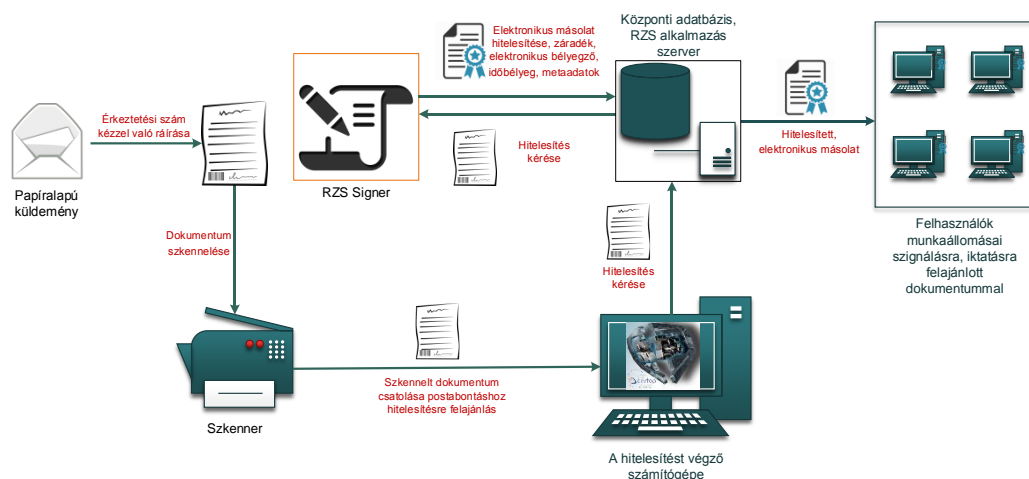 Elektronikus másolat
hitelesítése, záradék,
elektronikus bélyegző,
időbélyeg, metaadatok
Központi adatbázis,
RZS alkalmazás
szerver
Érkeztetési szám
kézzel való ráírása
Papíralapú
küldemény
RZS Signer
Hitelesítés
kérése
Hitelesített,
elektronikus másolat
Felhasználók
munkaállomásai
szignálásra, iktatásra
felajánlott
dokumentummal
Dokumentum
szkennelése
Hitelesítés
kérése
Szkennelt dokumentum
csatolása postabontáshoz
hitelesítésre felajánlás
Szkenner
A hitelesítést végző
számítógépe